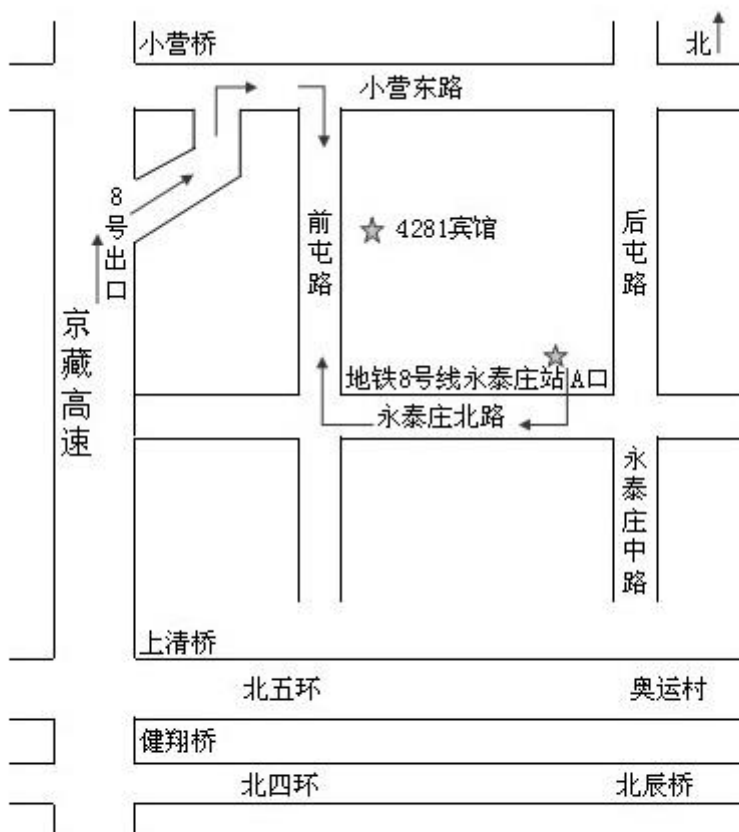 小营桥
北
小营东路
8号出口
前屯路
4281宾馆
后屯路
京藏高速
地铁8号线永泰庄站A口
永泰庄北路
永泰庄中路
上清桥
北五环
奥运村
健翔桥
北四环
北辰桥